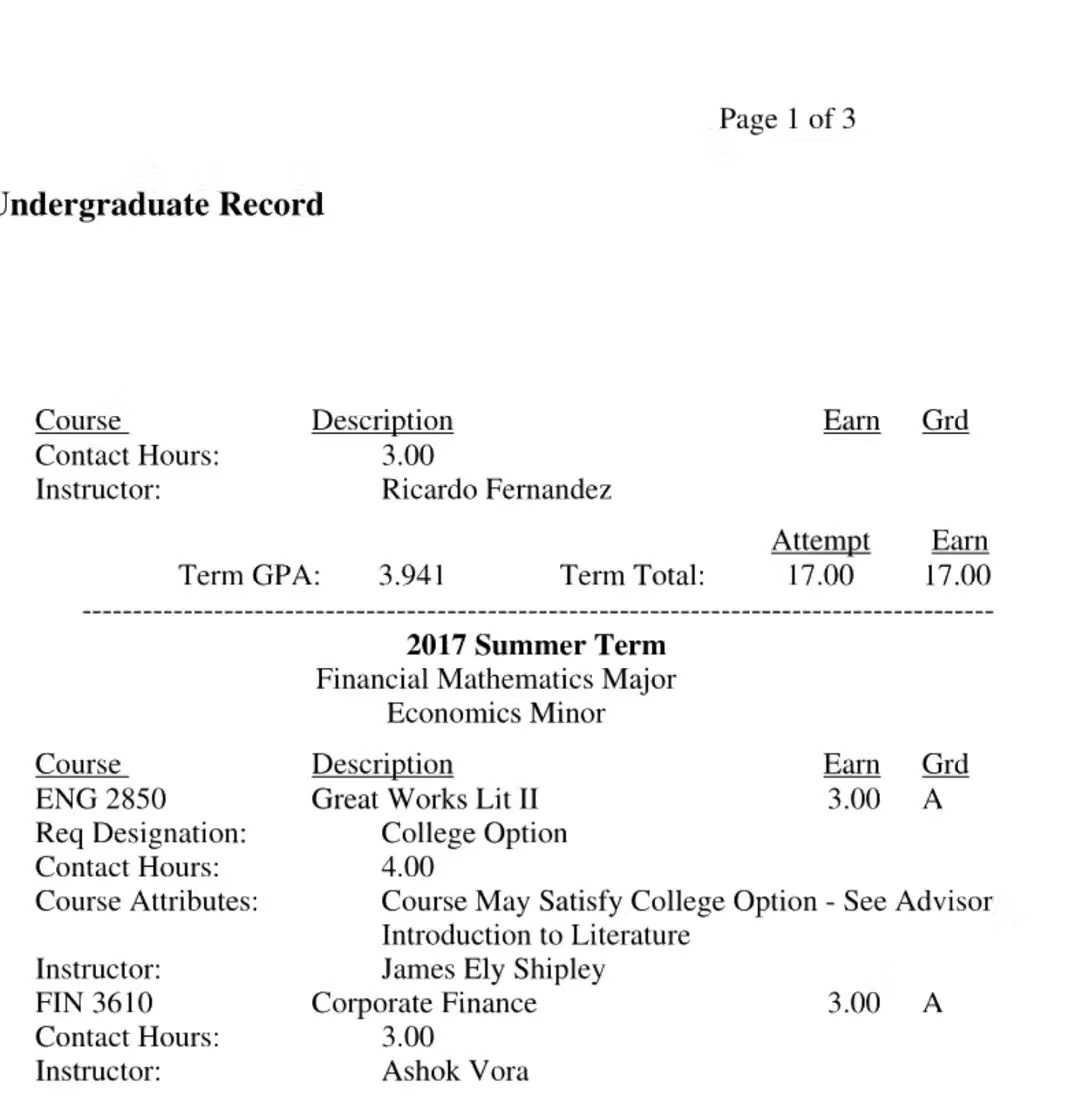 Page 1 of 3
Undergraduate Record
Course Description Earn Grd
Contact Hours: 3.00
Instructor: Ricardo Fernandez
Attempt Earn
Term GPA: 3.941 Term Total: 17.00 17.00
--------------------------------------------------------------------------------------------
2017 Summer Term
Financial Mathematics Major
Economics Minor
Course Description Earn Grd
ENG 2850 Great Works Lit II 3.00 A
Req Designation: College Option
Contact Hours: 4.00
Course Attributes: Course May Satisfy College Option - See Advisor
Introduction to Literature
Instructor: James Ely Shipley
FIN 3610 Corporate Finance 3.00 A
Contact Hours: 3.00
Instructor: Ashok Vora